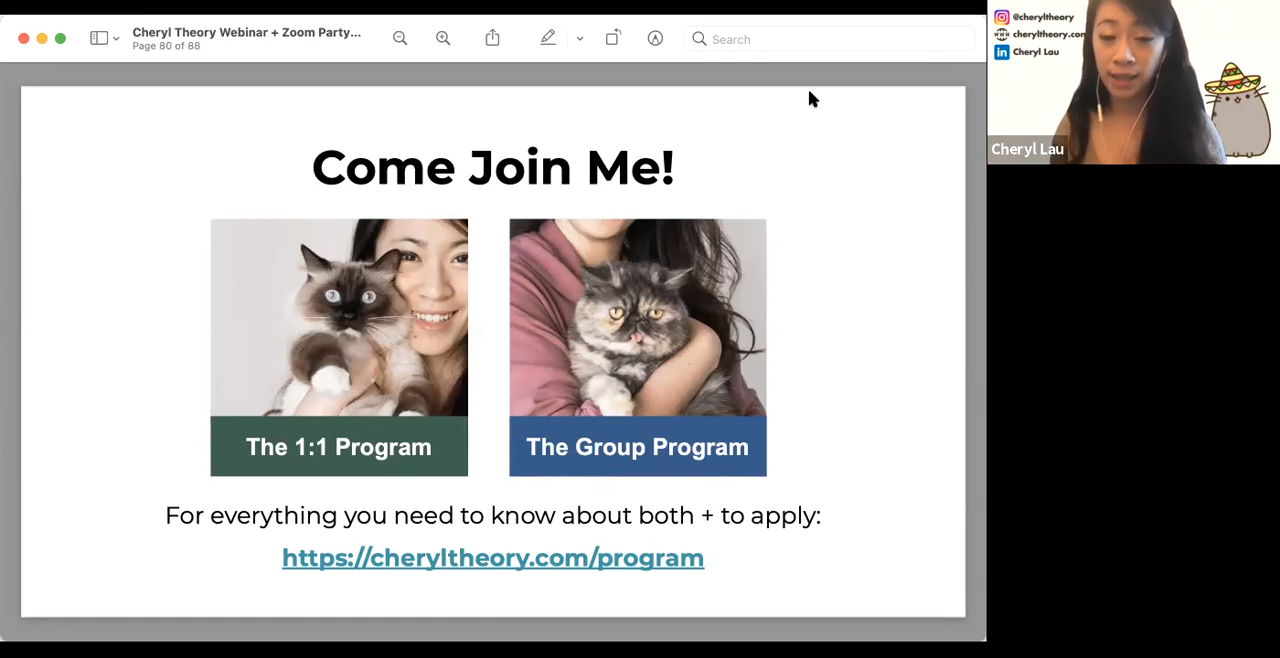 Cheryl Theory Webinar + Zoom Party...
Page 80 of 88
Search
@cheryltheory
cheryltheory.com
Cheryl Lau
Cheryl Lau
Come Join Me!
The 1:1 Program
The Group Program
For everything you need to know about both + to apply:
https://cheryltheory.com/program